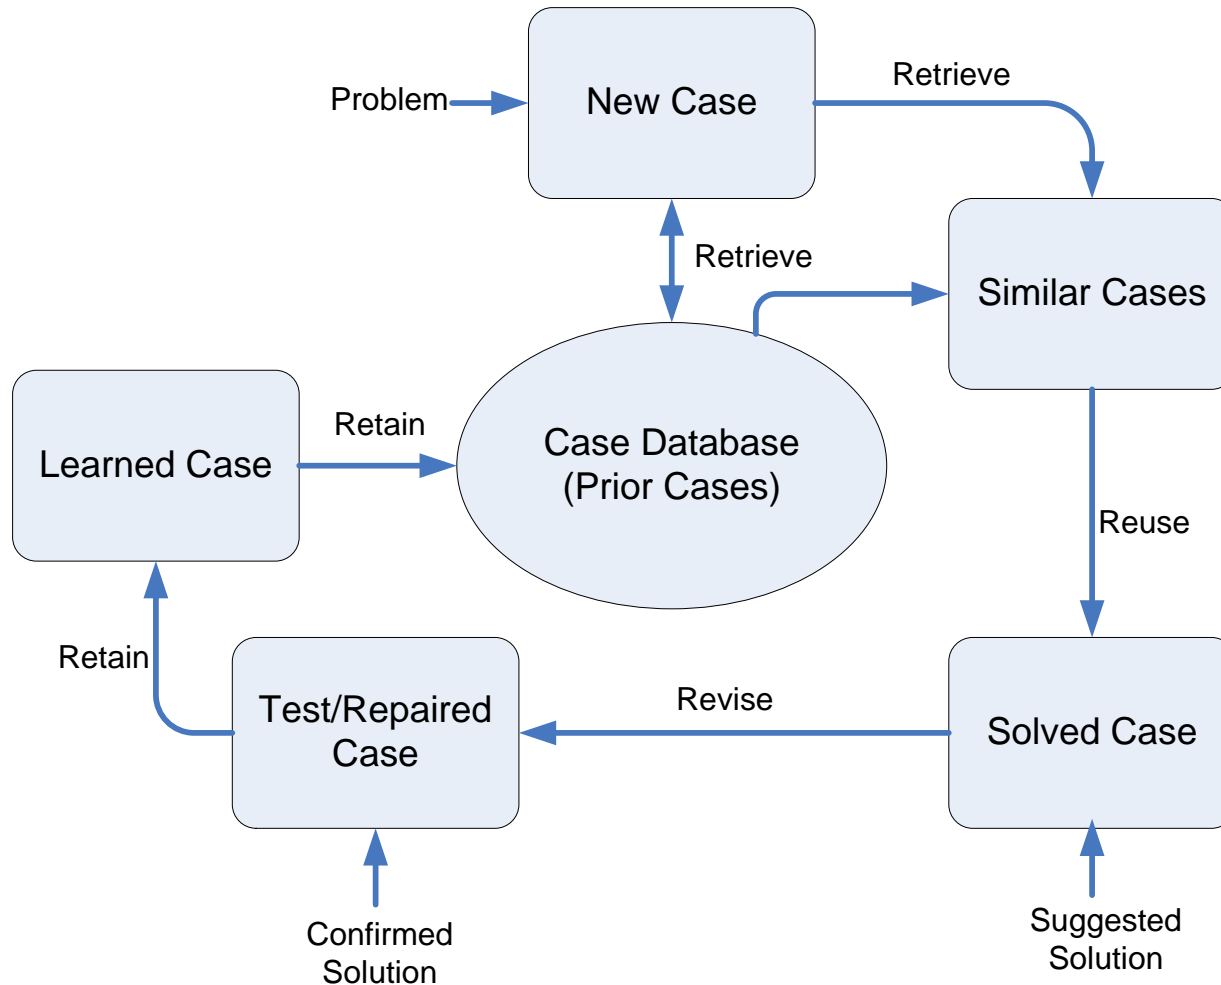 Problem
New Case
Retrieve
Retrieve
Similar Cases
Learned Case
Retain
Case Database
(Prior Cases)
Reuse
Retain
Test/Repaired
Case
Revise
Solved Case
Confirmed
Solution
Suggested
Solution